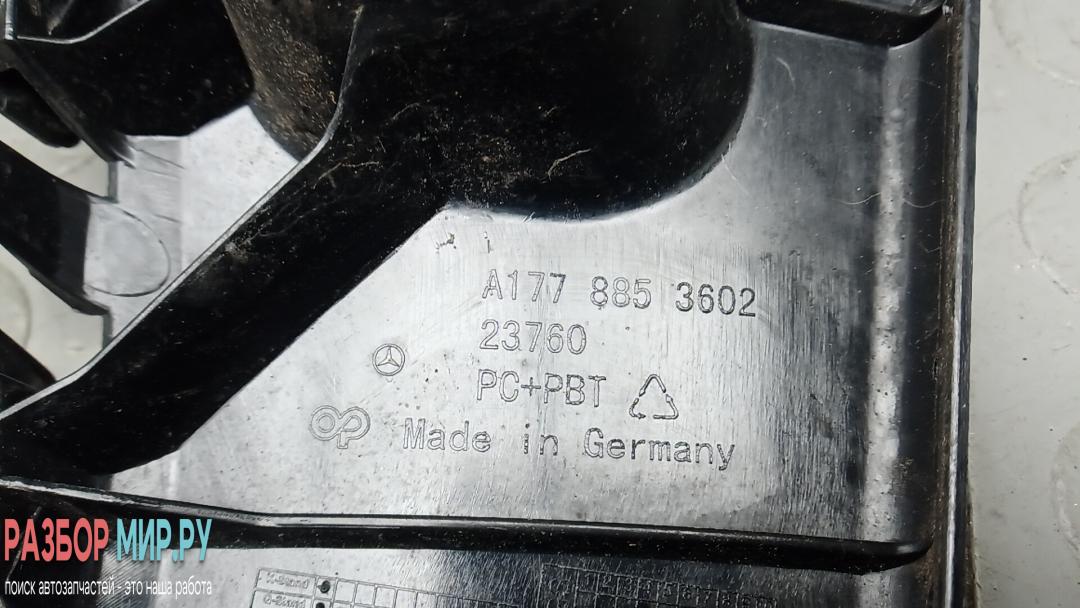 A177 885 3602
23760
PC+PBT
Made in Germany
РАЗБОР МИР.РУ
поиск автозапчастей - это наша работа